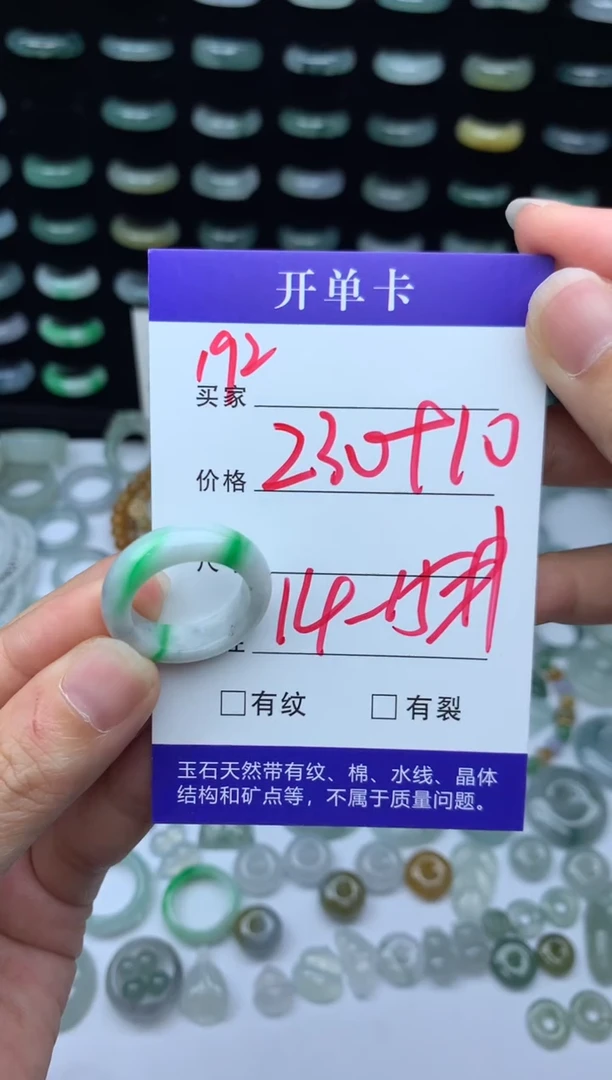 开单卡
192
买家
价格 230+10
尺
14-15
□有纹 □有裂
玉石天然带有纹、棉、水线、晶体
结构和矿点等，不属于质量问题。